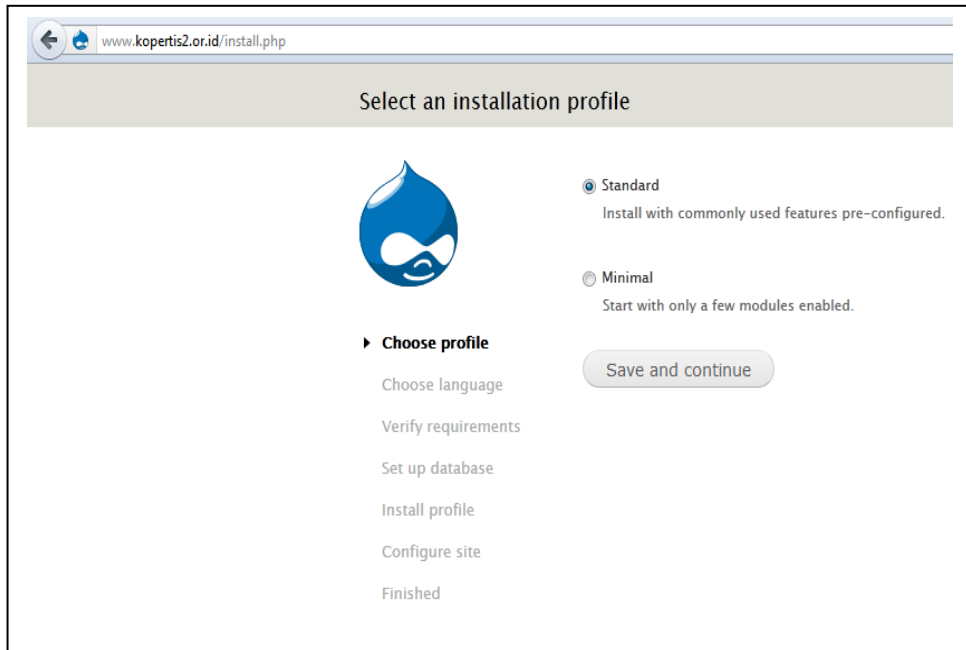 www.kopertis2.or.id/install.php
Select an installation profile
Standard
Install with commonly used features pre-configured.
Minimal
Start with only a few modules enabled.
Save and continue
Choose profile
Choose language
Verify requirements
Set up database
Install profile
Configure site
Finished